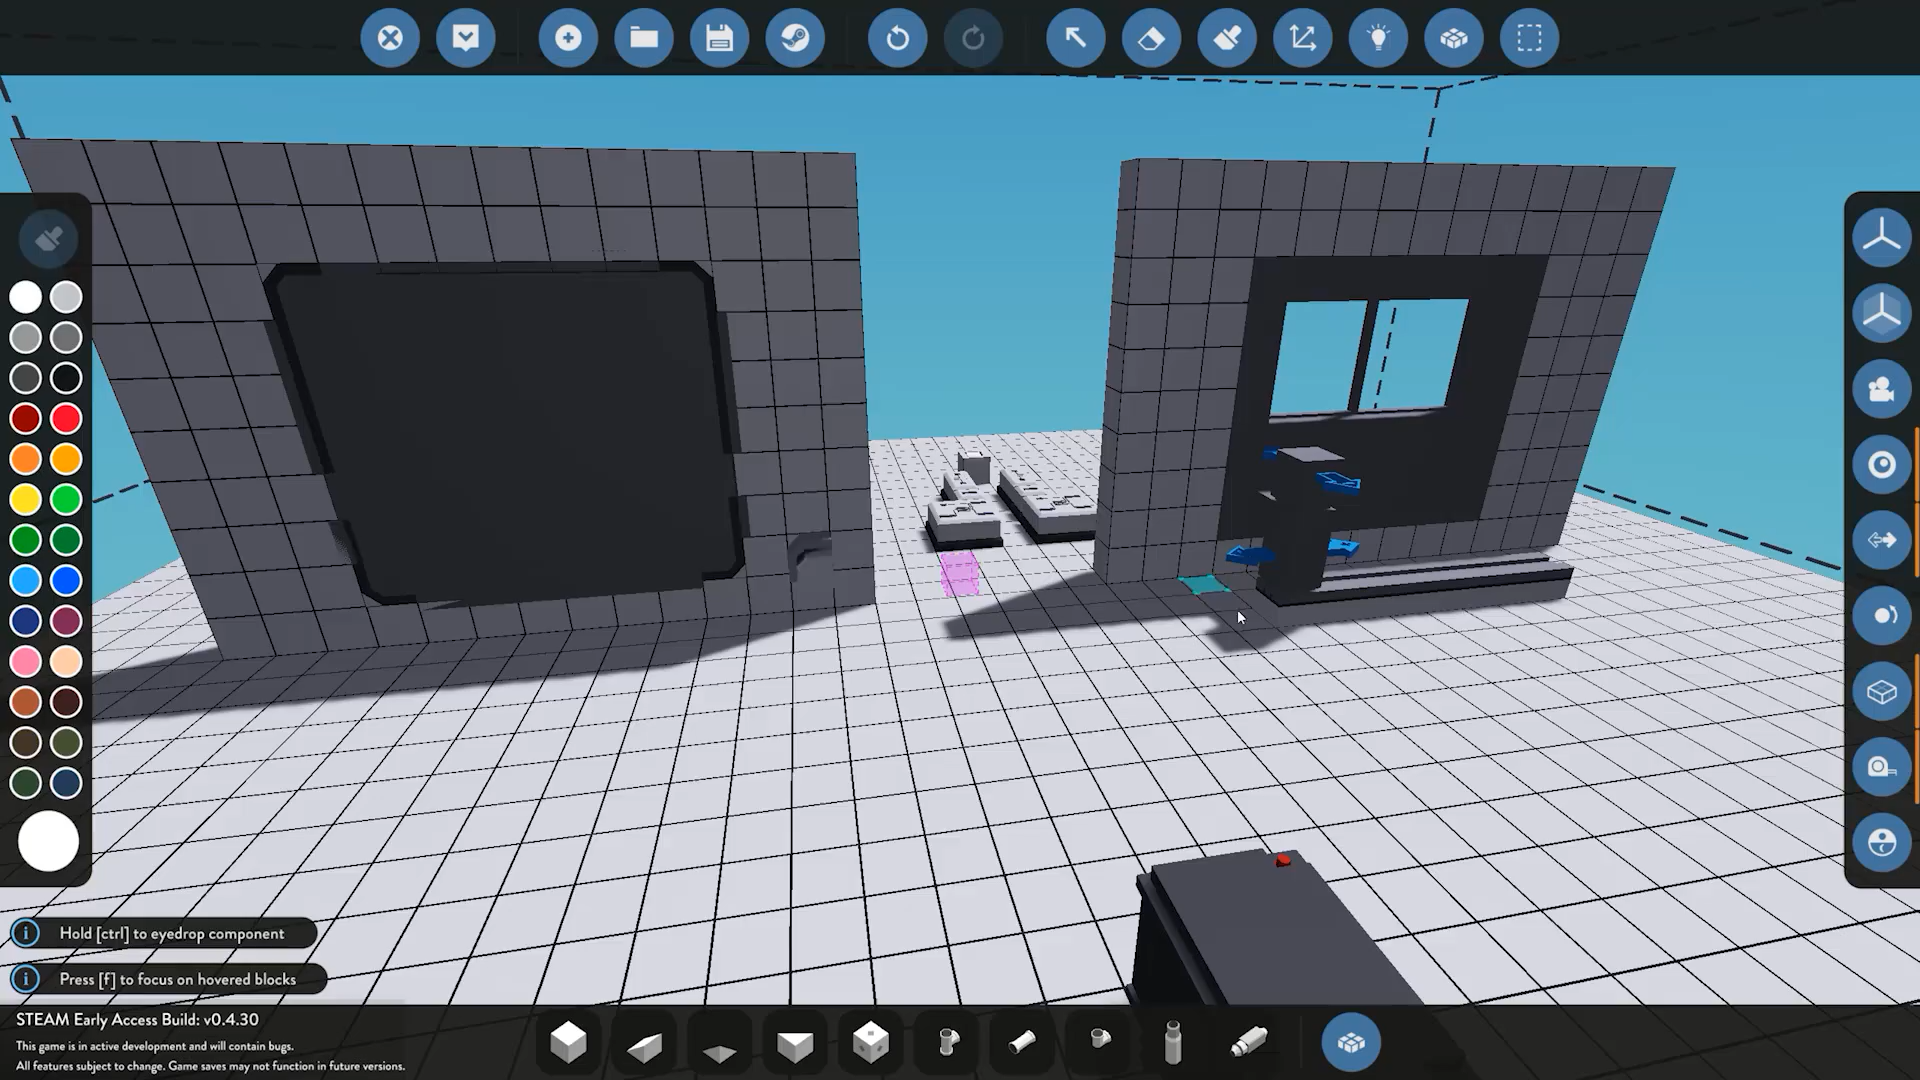 Hold [ctrl] to eyedrop component
Press [f] to focus on hovered blocks
STEAM Early Access Build: v0.4.30
This game is in active development and will contain bugs.
All features subject to change. Game saves may not function in future versions.